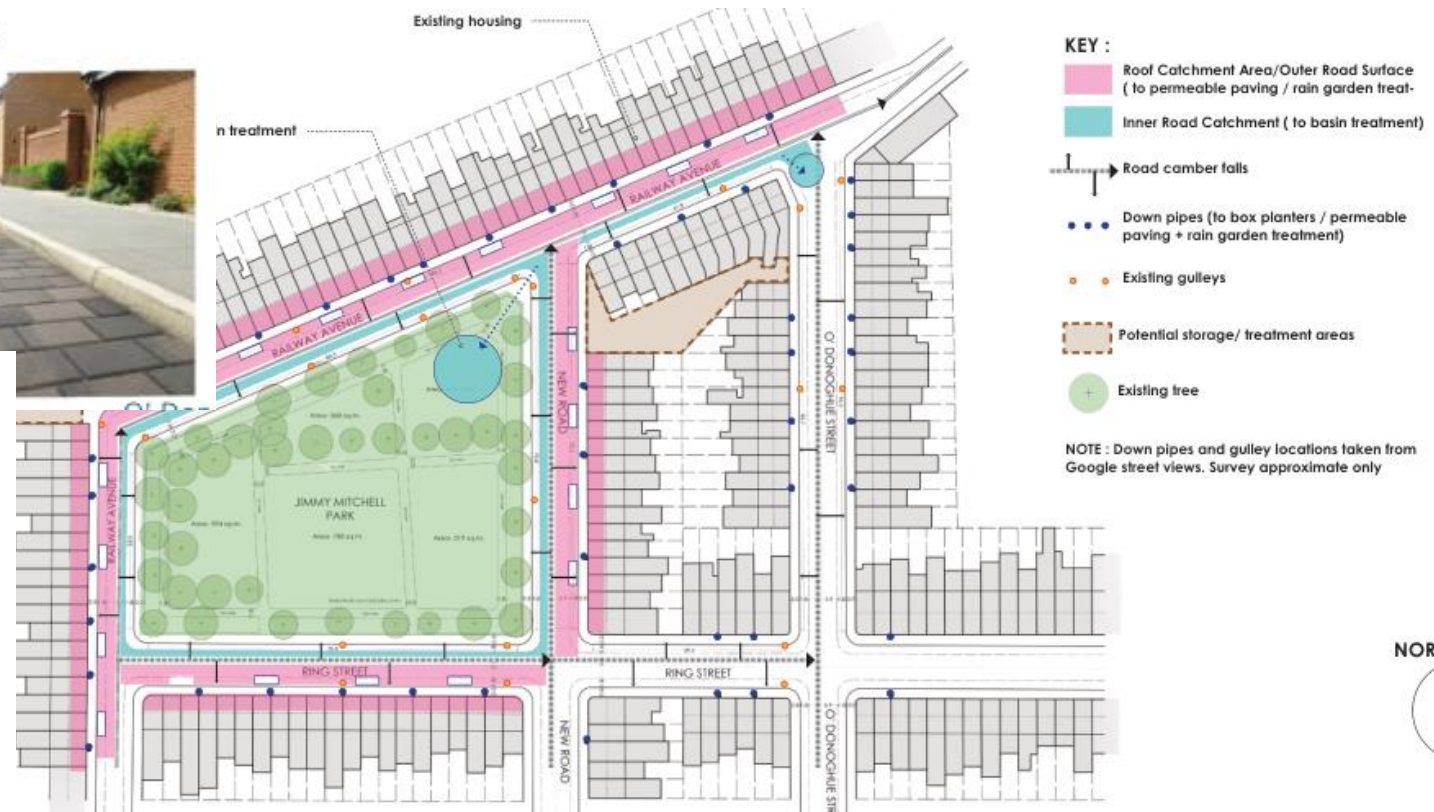 Existing housing
n treatment
RAILWAY AVENUE
RAILWAY AVENUE
RAILWAY AVENUE
NEW ROAD
O' DONOGHUE STREET
JIMMY MITCHELL
PARK
RING STREET
RING STREET
NEW ROAD
O' DONOGHUE STR
KEY :
Roof Catchment Area/Outer Road Surface
( to permeable paving / rain garden treat-
Inner Road Catchment ( to basin treatment)
Road camber falls
Down pipes (to box planters / permeable
paving + rain garden treatment)
Existing gulleys
Potential storage/ treatment areas
Existing tree
NOTE : Down pipes and gulley locations taken from
Google street views. Survey approximate only
NOR